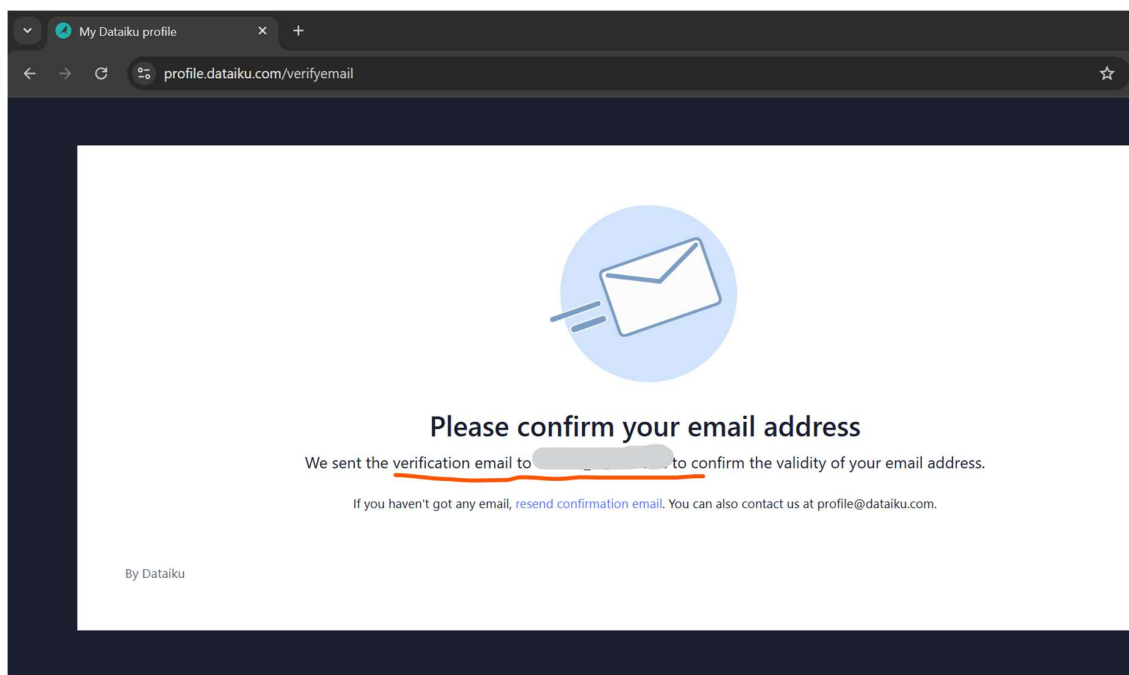 My Dataiku profile
profile.dataiku.com/verifyemail
Please confirm your email address
We sent the verification email to to confirm the validity of your email address.
If you haven't got any email, resend confirmation email. You can also contact us at profile@dataiku.com.
By Dataiku